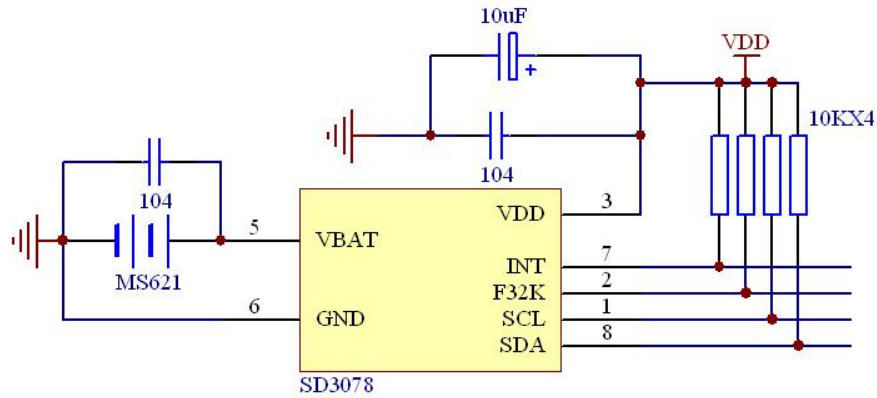 10uF
VDD
10KX4
104
104
VDD
3
5
VBAT
INT
7
MS621
F32K
2
6
GND
SCL
1
SDA
8
SD3078
+